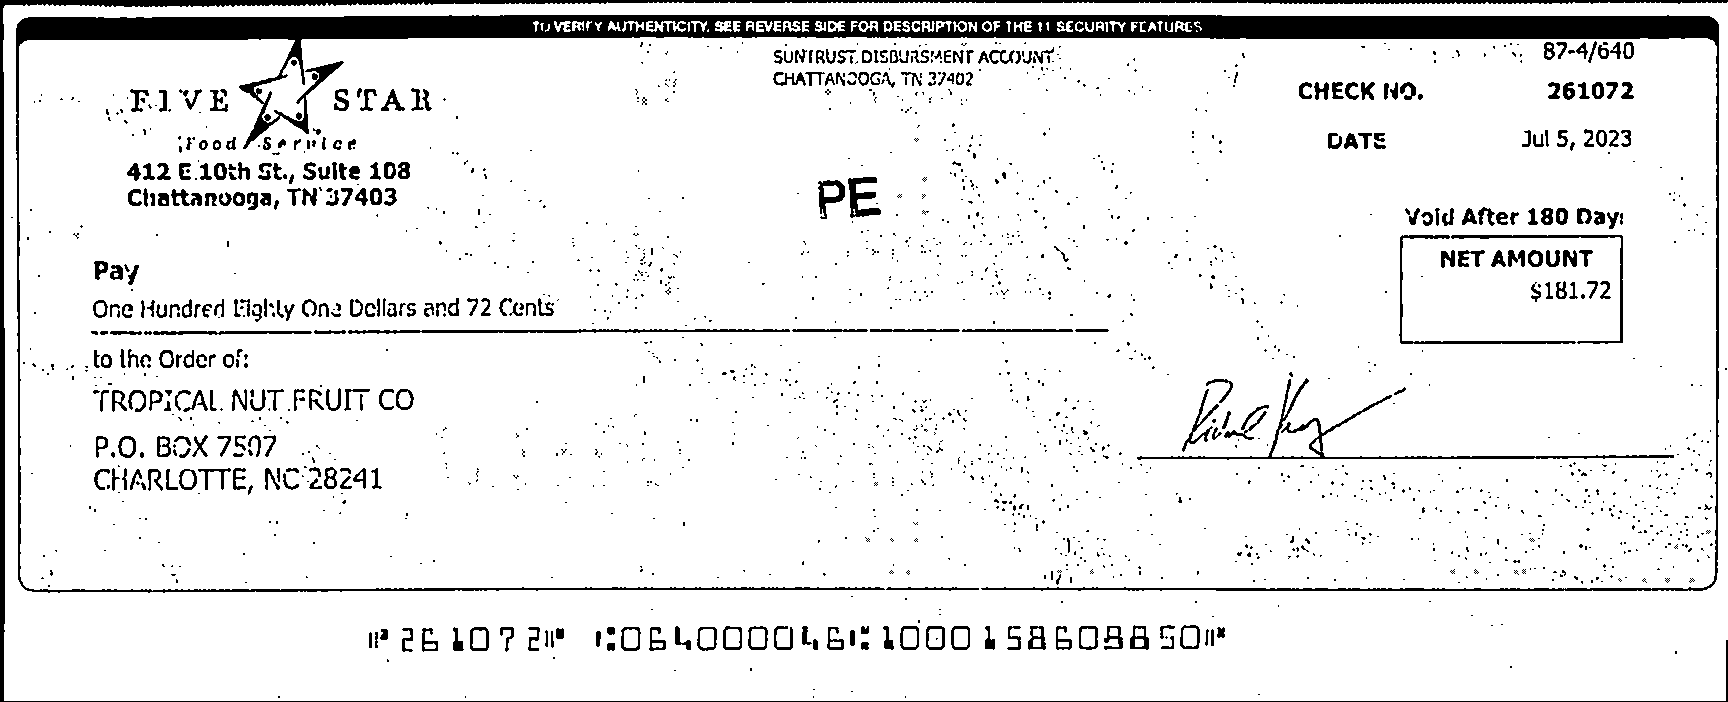 TO VERIFY AUTHENTICITY, SEE REVERSE SIDE FOR DESCRIPTION OF THE 11 SECURITY FEATURES
SUNTRUST DISBURSMENT ACCOUNT
CHATTANOOGA, TN 37402
87-4/640
FIVE STAR
Food Service
CHECK NO. 261072
DATE Jul 5, 2023
412 E 10th St., Suite 108
Chattanooga, TN 37403
PE
Void After 180 Days
NET AMOUNT
$181.72
Pay
One Hundred Eighty One Dollars and 72 Cents
to the Order of:
TROPICAL NUT FRUIT CO
P.O. BOX 7507
CHARLOTTE, NC 28241
⑈261072⑈ ⑆064000046⑆1000158608850⑈